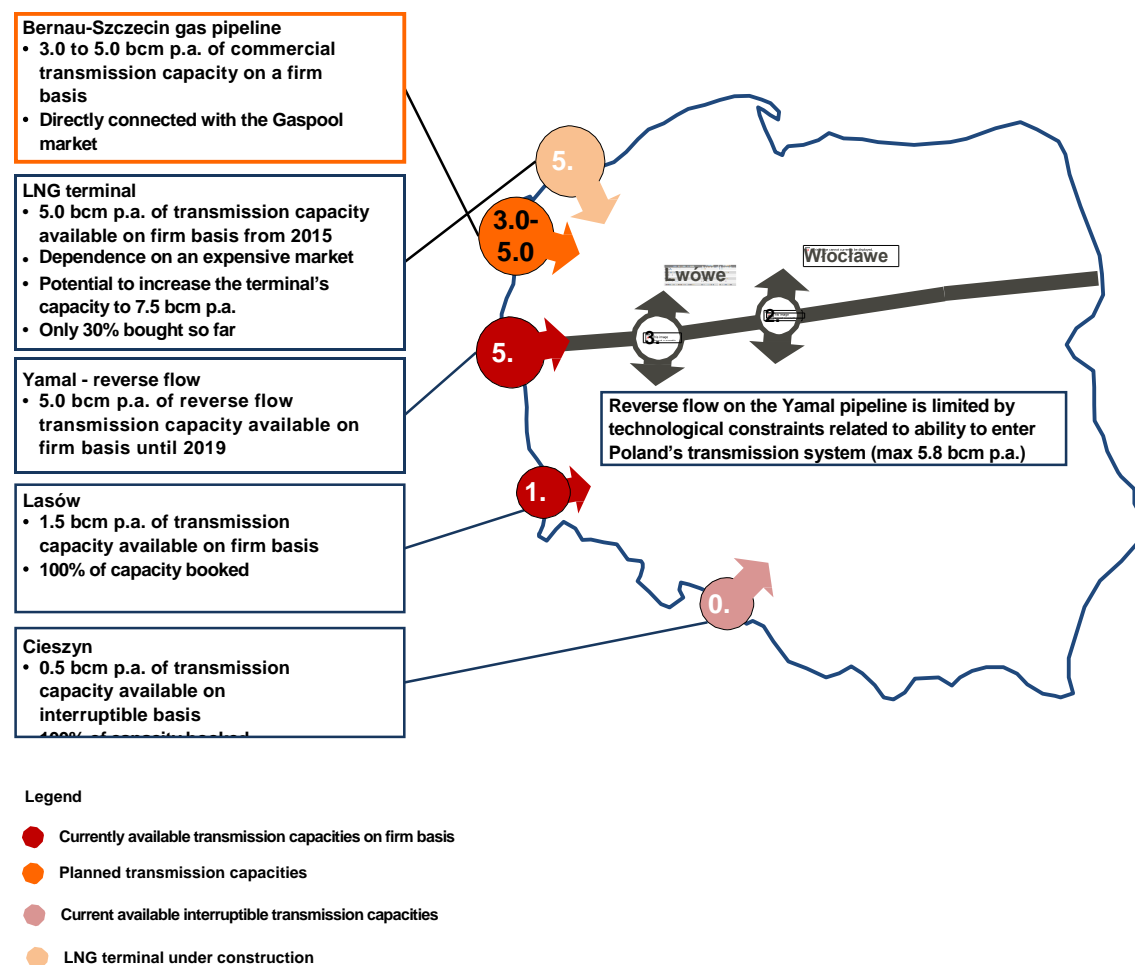 Bernau-Szczecin gas pipeline
• 3.0 to 5.0 bcm p.a. of commercial
transmission capacity on a firm
basis
• Directly connected with the Gaspool
market
LNG terminal
• 5.0 bcm p.a. of transmission capacity
available on firm basis from 2015
• Dependence on an expensive market
• Potential to increase the terminal's
capacity to 7.5 bcm p.a.
• Only 30% bought so far
Yamal - reverse flow
• 5.0 bcm p.a. of reverse flow
transmission capacity available on
firm basis until 2019
Lasów
• 1.5 bcm p.a. of transmission
capacity available on firm basis
• 100% of capacity booked
Cieszyn
• 0.5 bcm p.a. of transmission
capacity available on
interruptible basis
100% of capacity booked
5.
3.0-
5.0
5.
1.
0.
Lwówe
Włocławe
3.
2.
Reverse flow on the Yamal pipeline is limited by
technological constraints related to ability to enter
Poland's transmission system (max 5.8 bcm p.a.)
Legend
Currently available transmission capacities on firm basis
Planned transmission capacities
Current available interruptible transmission capacities
LNG terminal under construction